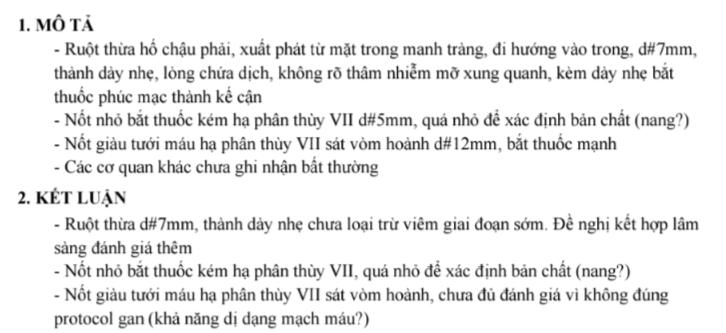 1. MÔ TẢ
- Ruột thừa hố chậu phải, xuất phát từ mặt trong manh tràng, đi hướng vào trong, d#7mm,
thành dày nhẹ, lòng chứa dịch, không rõ thâm nhiễm mỡ xung quanh, kèm dày nhẹ bắt
thuốc phúc mạc thành kế cận
- Nốt nhỏ bắt thuốc kém hạ phân thùy VII d#5mm, quá nhỏ để xác định bản chất (nang?)
- Nốt giàu tưới máu hạ phân thùy VII sát vòm hoành d#12mm, bắt thuốc mạnh
- Các cơ quan khác chưa ghi nhận bất thường
2. KẾT LUẬN
- Ruột thừa d#7mm, thành dày nhẹ chưa loại trừ viêm giai đoạn sớm. Đề nghị kết hợp lâm
sàng đánh giá thêm
- Nốt nhỏ bắt thuốc kém hạ phân thùy VII, quá nhỏ để xác định bản chất (nang?)
- Nốt giàu tưới máu hạ phân thùy VII sát vòm hoành, chưa đủ đánh giá vì không đúng
protocol gan (khả năng dị dạng mạch máu?)